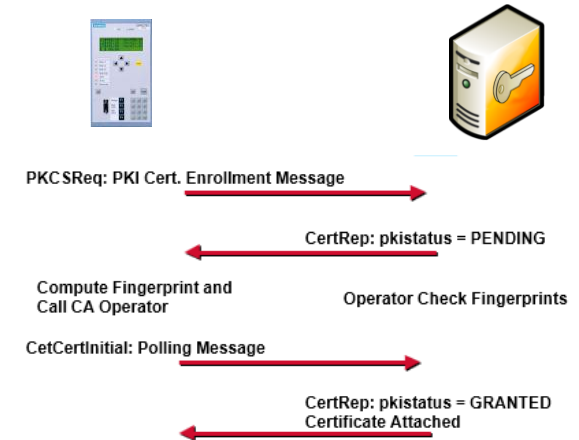 PKCSReq: PKI Cert. Enrollment Message
CertRep: pkistatus = PENDING
Compute Fingerprint and
Call CA Operator
Operator Check Fingerprints
CetCertInitial: Polling Message
CertRep: pkistatus = GRANTED
Certificate Attached